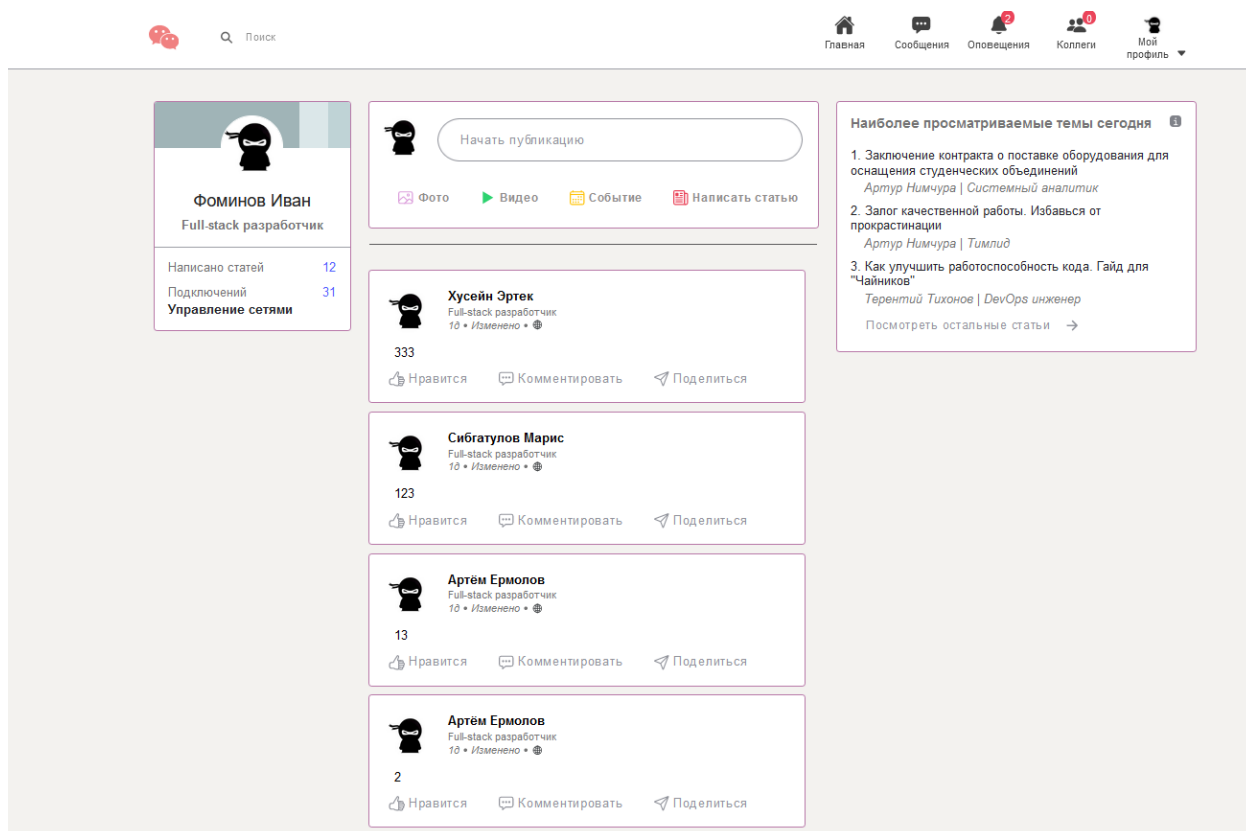 Поиск
Главная
Сообщения
2
Оповещения
0
Коллеги
Мой
профиль
Фоминов Иван
Full-stack разработчик
Написано статей 12
Подключений 31
Управление сетями
Начать публикацию
Фото Видео Событие Написать статью
Хусейн Эртек
Full-stack разработчик
1д • Изменено •
333
Нравится Комментировать Поделиться
Сибгатулов Марис
Full-stack разработчик
1д • Изменено •
123
Нравится Комментировать Поделиться
Артём Ермолов
Full-stack разработчик
1д • Изменено •
13
Нравится Комментировать Поделиться
Артём Ермолов
Full-stack разработчик
1д • Изменено •
2
Нравится Комментировать Поделиться
Наиболее просматриваемые темы сегодня
1. Заключение контракта о поставке оборудования для
оснащения студенческих объединений
Артур Нимчура | Системный аналитик
2. Залог качественной работы. Избавься от
прокрастинации
Артур Нимчура | Тимлид
3. Как улучшить работоспособность кода. Гайд для
"Чайников"
Терентий Тихонов | DevOps инженер
Посмотреть остальные статьи →